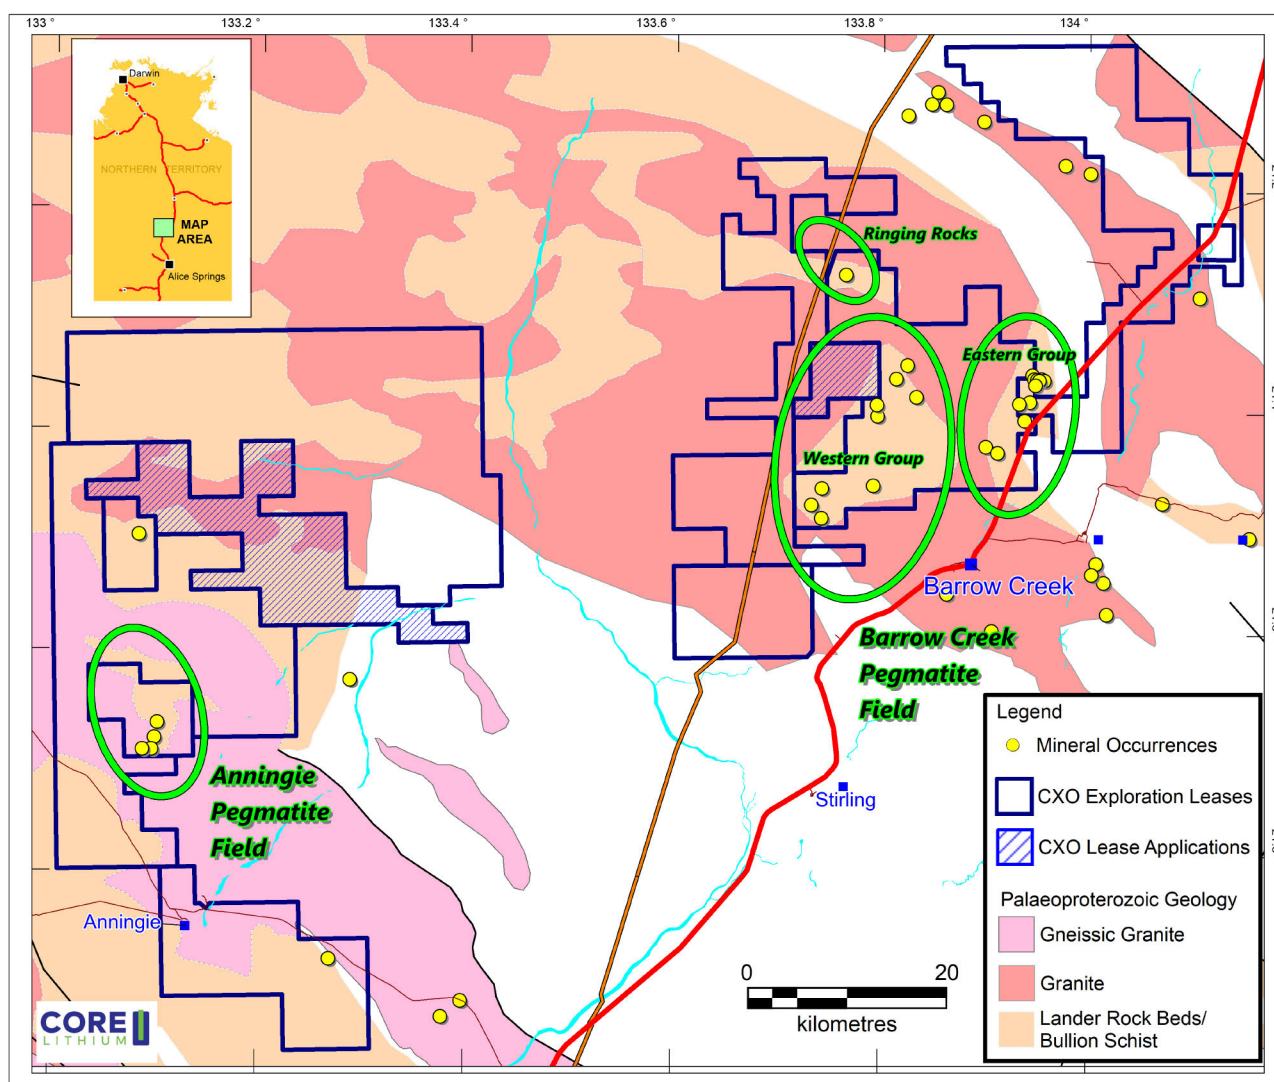 133 °
133.2 °
133.4 °
133.6 °
133.8 °
134 °
Darwin
NORTHERN TERRITORY
MAP
AREA
Alice Springs
Ringing Rocks
Eastern Group
Western Group
Barrow Creek
Barrow Creek
Pegmatite
Field
Stirling
Anningie
Pegmatite
Field
Anningie
Legend
Mineral Occurrences
CXO Exploration Leases
CXO Lease Applications
Palaeoproterozoic Geology
Gneissic Granite
Granite
Lander Rock Beds/
Bullion Schist
0
20
kilometres
CORE
LITHIUM